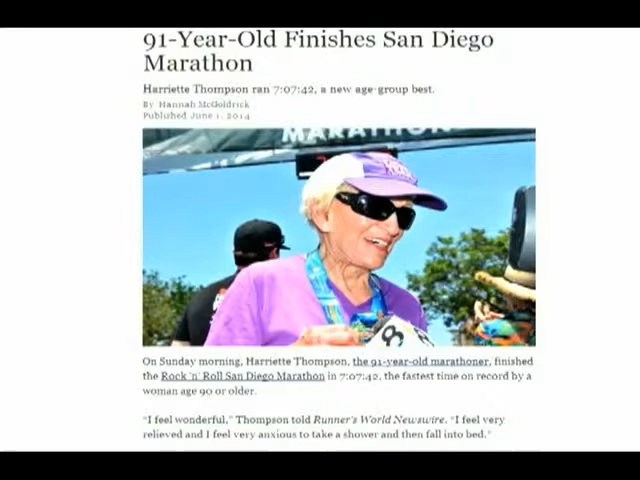 91-Year-Old Finishes San Diego
Marathon
Harriette Thompson ran 7:07:42, a new age-group best.
By Hannah McGoldrick
Published June 1, 2014
MARATHON
8
On Sunday morning, Harriette Thompson, the 91-year-old marathoner, finished
the Rock 'n' Roll San Diego Marathon in 7:07:42, the fastest time on record by a
woman age 90 or older.
"I feel wonderful," Thompson told Runner's World Newswire. "I feel very
relieved and I feel very anxious to take a shower and then fall into bed."